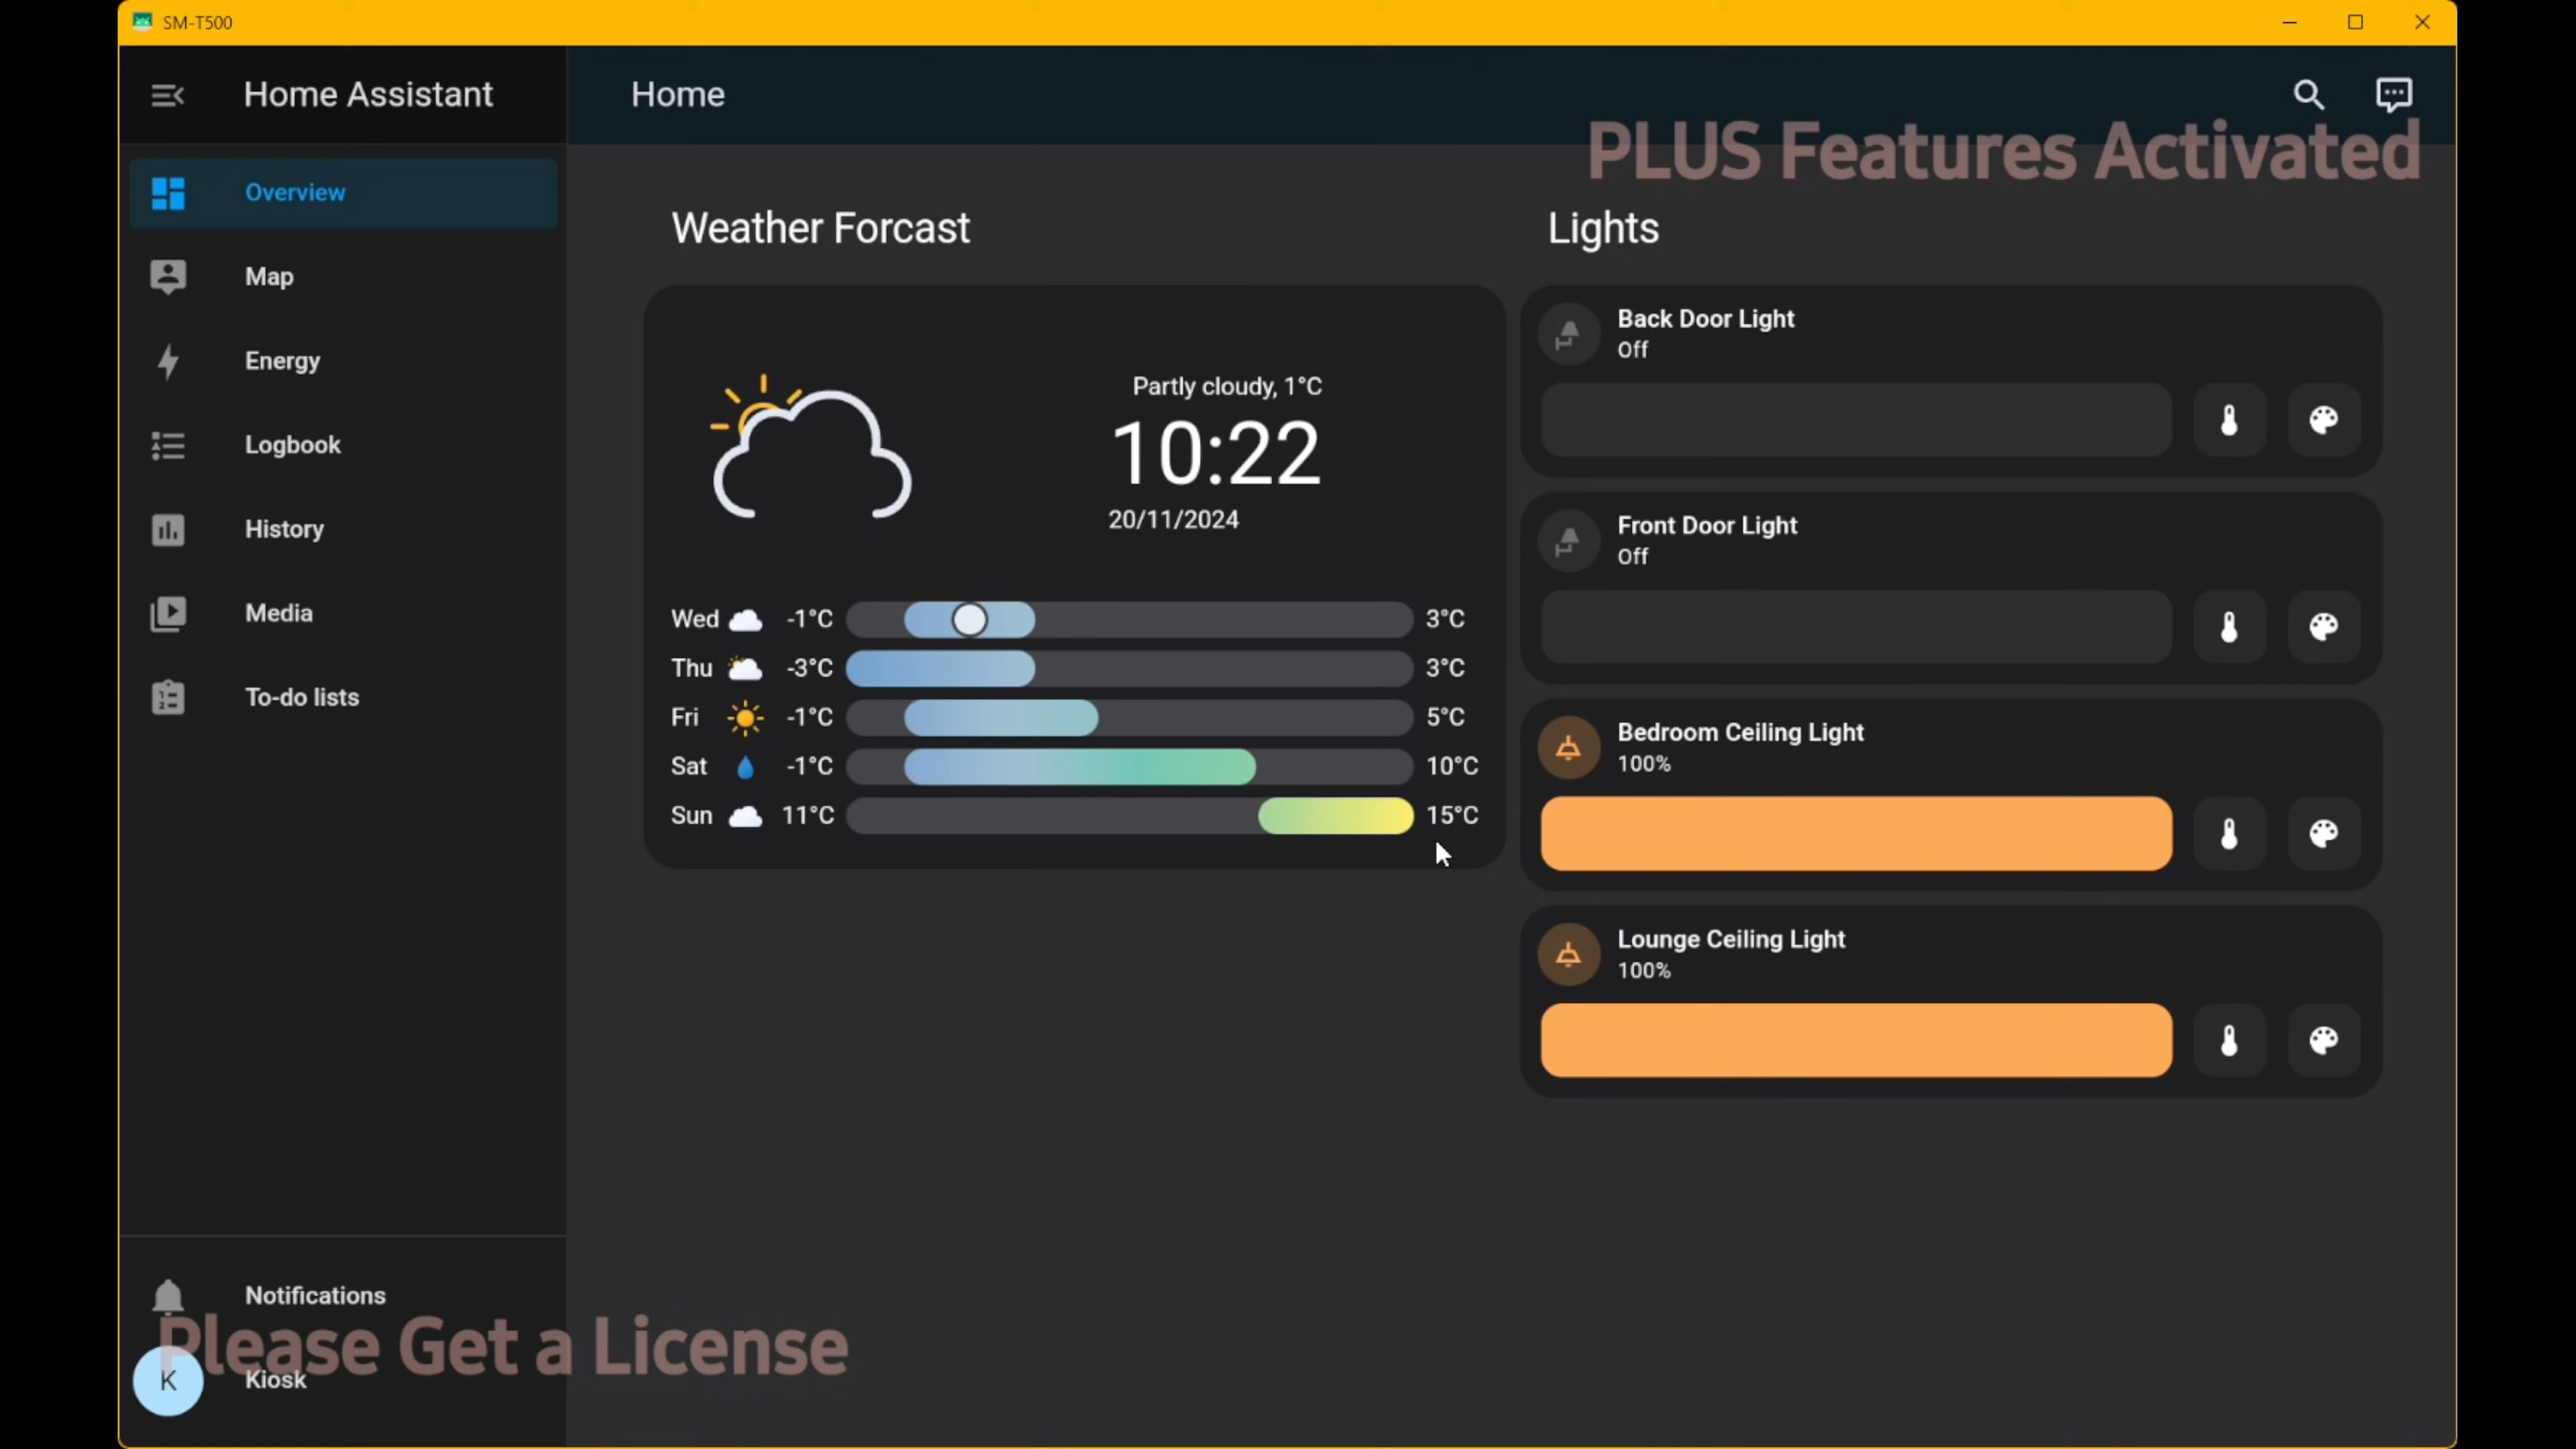 SM-T500
Home Assistant
Home
PLUS Features Activated
Overview
Map
Energy
Logbook
History
Media
To-do lists
Notifications
Please Get a License
K
Kiosk
Weather Forcast
Partly cloudy, 1°C
10:22
20/11/2024
Wed -1°C 3°C
Thu -3°C 3°C
Fri -1°C 5°C
Sat -1°C 10°C
Sun 11°C 15°C
Lights
Back Door Light
Off
Front Door Light
Off
Bedroom Ceiling Light
100%
Lounge Ceiling Light
100%